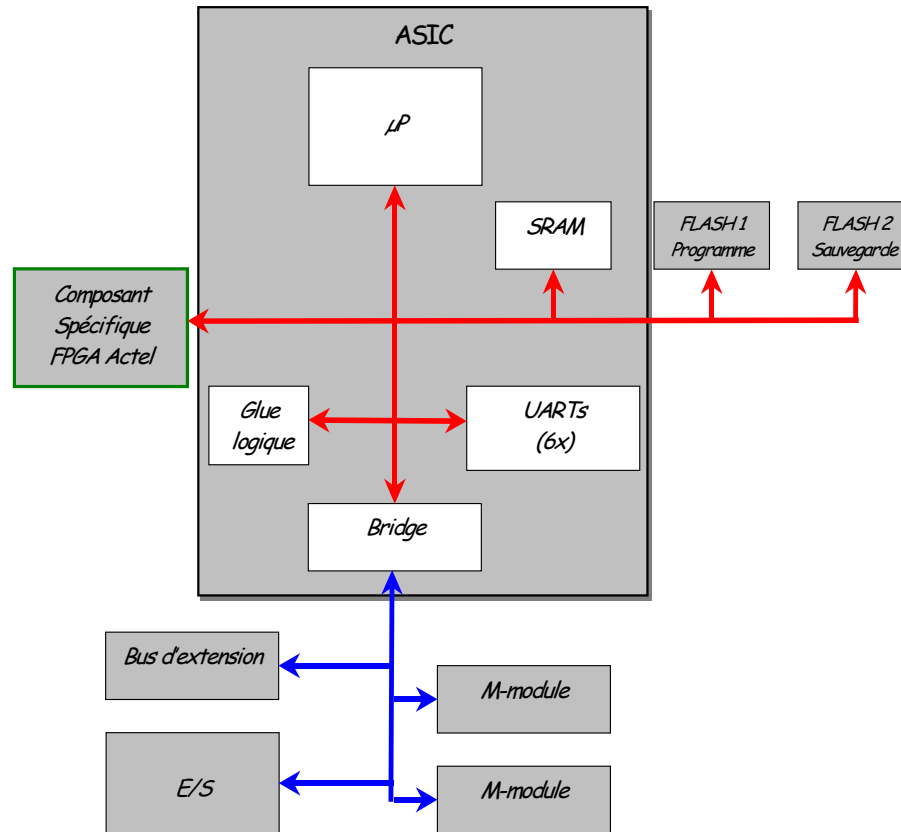 ASIC
µP
SRAM
FLASH 1
Programme
FLASH 2
Sauvegarde
Composant
Spécifique
FPGA Actel
Glue
logique
UARTs
(6x)
Bridge
Bus d'extension
M-module
E/S
M-module